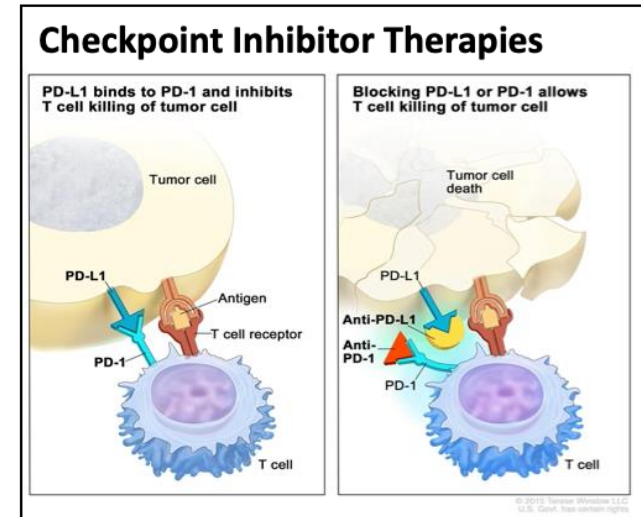 Checkpoint Inhibitor Therapies
PD-L1 binds to PD-1 and inhibits
T cell killing of tumor cell
Tumor cell
PD-L1
Antigen
T cell receptor
PD-1
T cell
Blocking PD-L1 or PD-1 allows
T cell killing of tumor cell
Tumor cell
death
PD-L1
Anti-PD-L1
Anti-
PD-1
PD-1
T cell
© 2015 Terese Winslow LLC
U.S. Govt. has certain rights